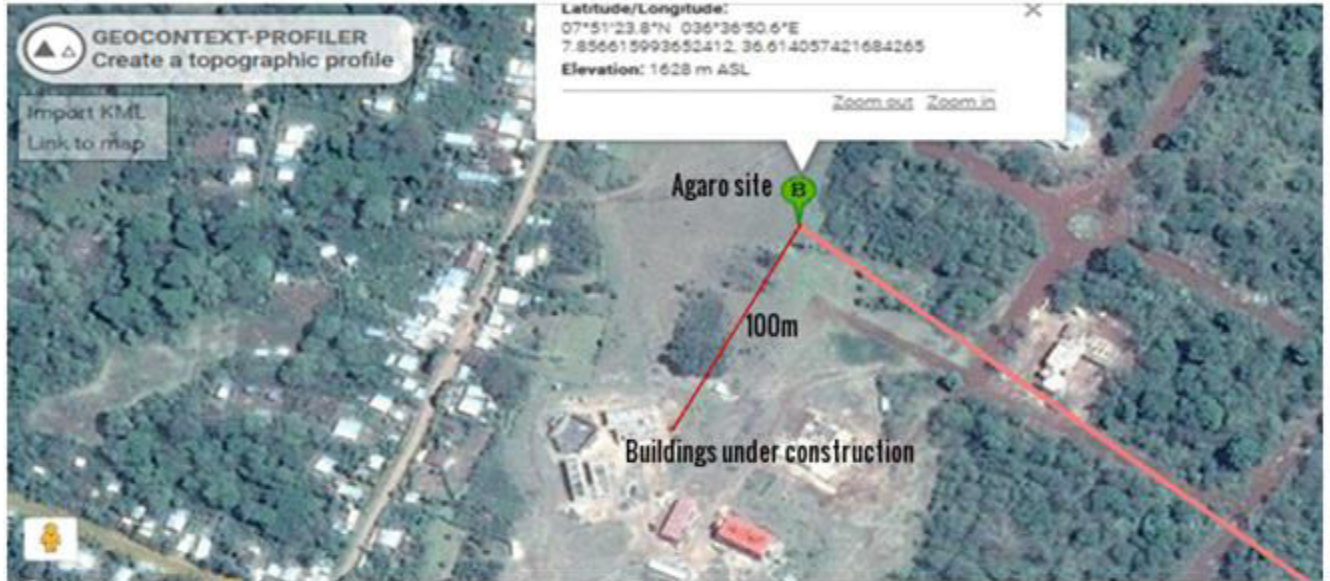 GEOCONTEXT-PROFILER
Create a topographic profile
Import KML
Link to map
Latitude/Longitude:
07°51'23.8"N 036°36'50.6"E
7.856615993652412, 36.614057421684265
Elevation: 1628 m ASL
Zoom out Zoom in
Agaro site
B
100m
Buildings under construction